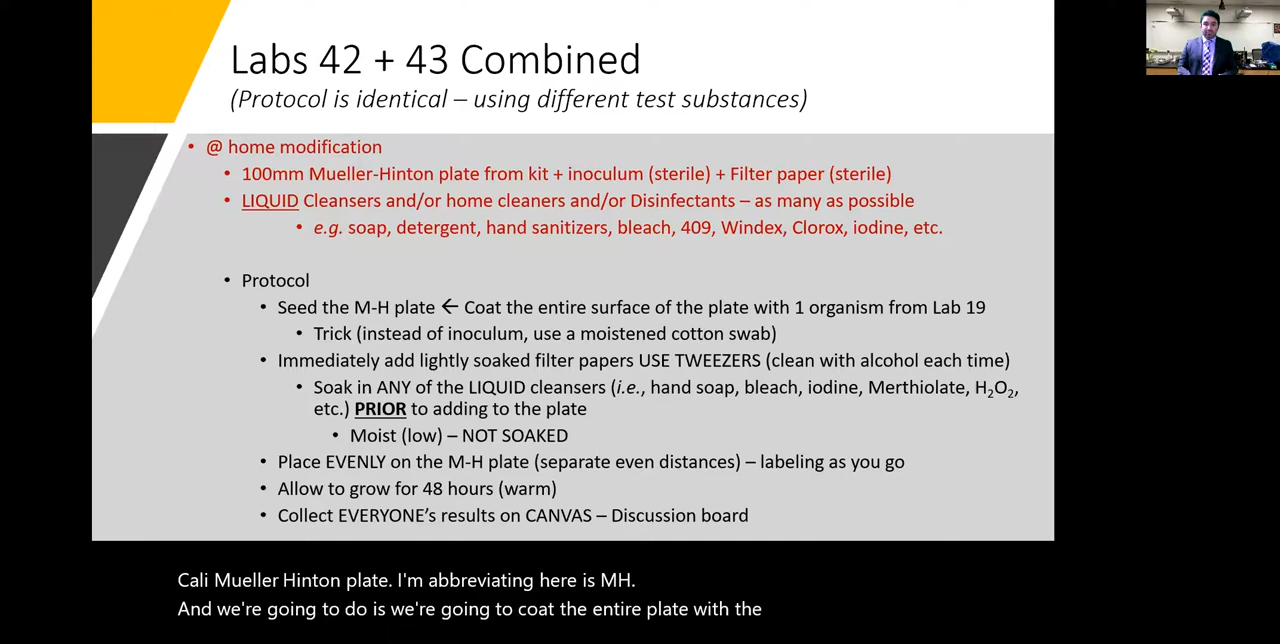 Labs 42 + 43 Combined
(Protocol is identical – using different test substances)
• @ home modification
• 100mm Mueller-Hinton plate from kit + inoculum (sterile) + Filter paper (sterile)
• LIQUID Cleansers and/or home cleaners and/or Disinfectants – as many as possible
• e.g. soap, detergent, hand sanitizers, bleach, 409, Windex, Clorox, iodine, etc.
• Protocol
• Seed the M-H plate ← Coat the entire surface of the plate with 1 organism from Lab 19
• Trick (instead of inoculum, use a moistened cotton swab)
• Immediately add lightly soaked filter papers USE TWEEZERS (clean with alcohol each time)
• Soak in ANY of the LIQUID cleansers (i.e., hand soap, bleach, iodine, Merthiolate, H₂O₂,
etc.) PRIOR to adding to the plate
• Moist (low) – NOT SOAKED
• Place EVENLY on the M-H plate (separate even distances) – labeling as you go
• Allow to grow for 48 hours (warm)
• Collect EVERYONE's results on CANVAS – Discussion board
Cali Mueller Hinton plate. I'm abbreviating here is MH.
And we're going to do is we're going to coat the entire plate with the